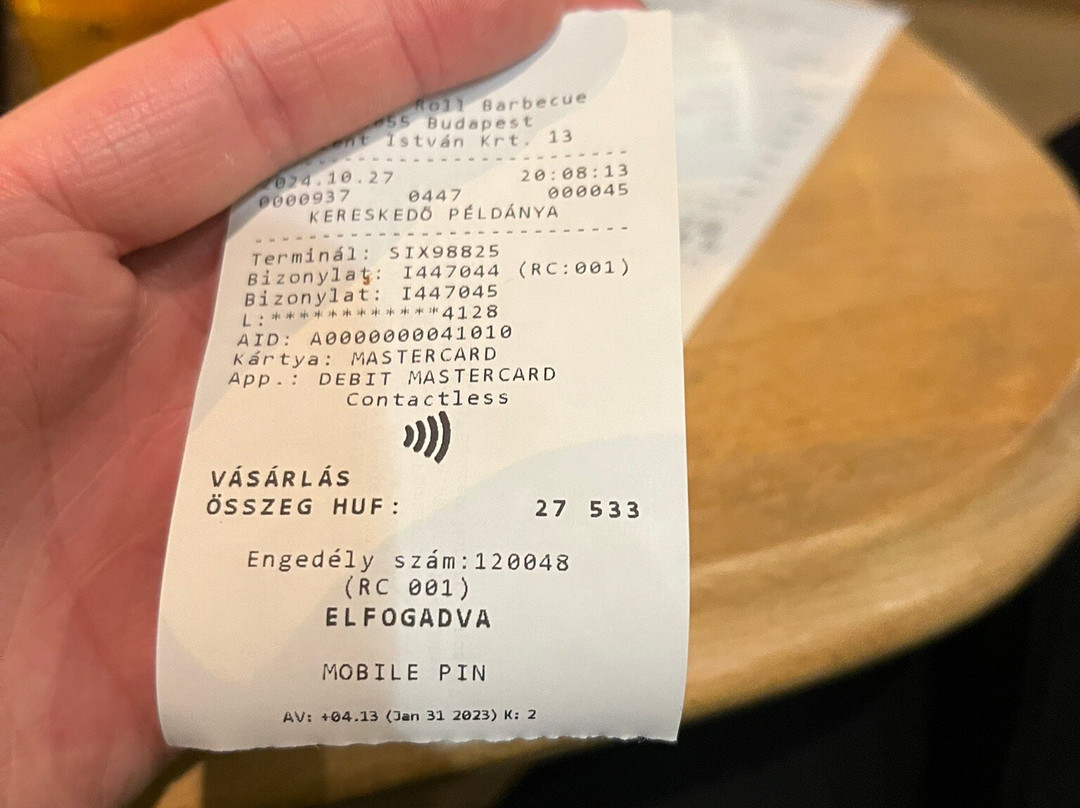 Roll Barbecue
Budapest
István Krt. 13
2024.10.27 20:08:13
0000937 0447 000045
KERESKEDŐ PÉLDÁNYA
Terminál: SIX98825
Bizonylat: I447044 (RC:001)
Bizonylat: I447045
L:************4128
AID: A0000000041010
Kártya: MASTERCARD
App.: DEBIT MASTERCARD
Contactless
VÁSÁRLÁS
ÖSSZEG HUF: 27 533
Engedély szám:120048
(RC 001)
ELFOGADVA
MOBILE PIN
AV: +04.13 (Jan 31 2023) K: 2